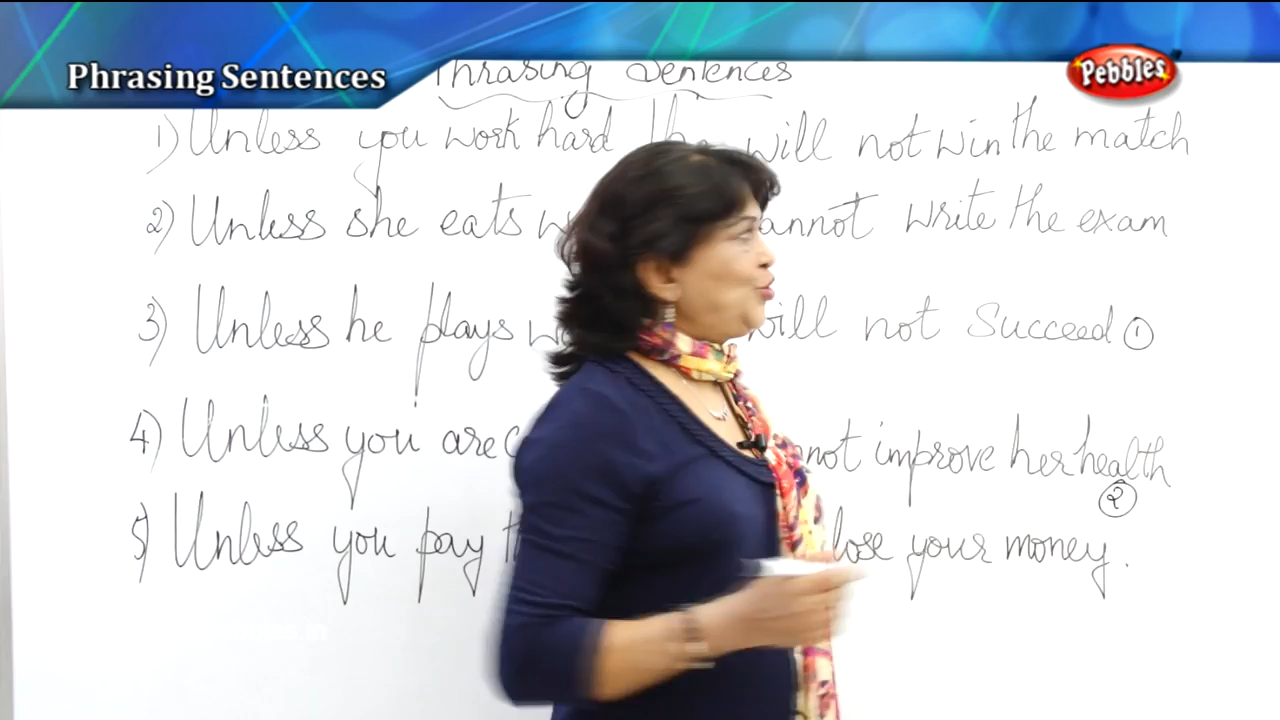 Phrasing Sentences
Pebbles
Phrasing Sentences
1) Unless you work hard will not win the match
2) Unless she eats write the exam
3) Unless he plays will not Succeed ①
4) Unless you are improve her health
②
5) Unless you pay lose your money.